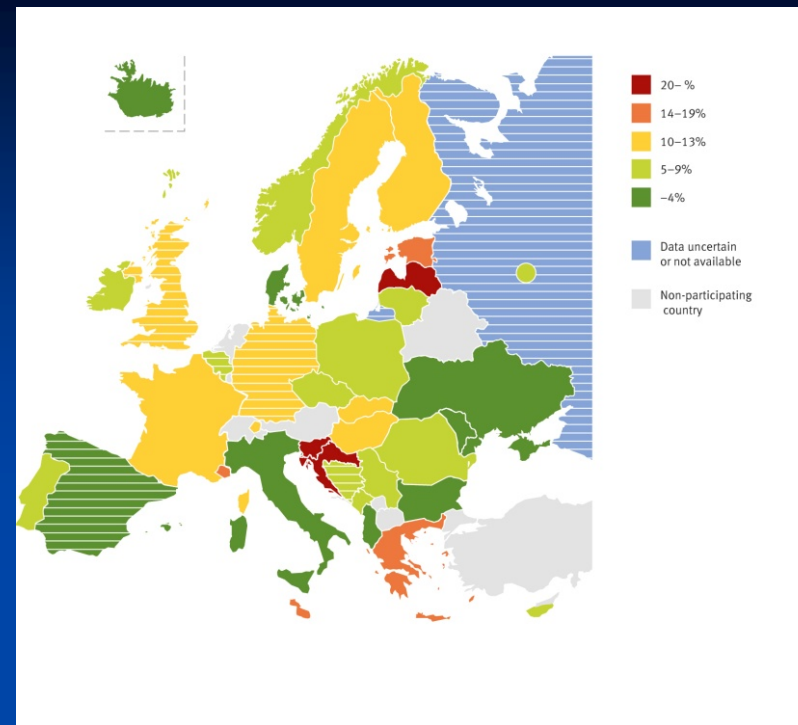 20– %
14–19%
10–13%
5–9%
–4%
Data uncertain
or not available
Non-participating
country